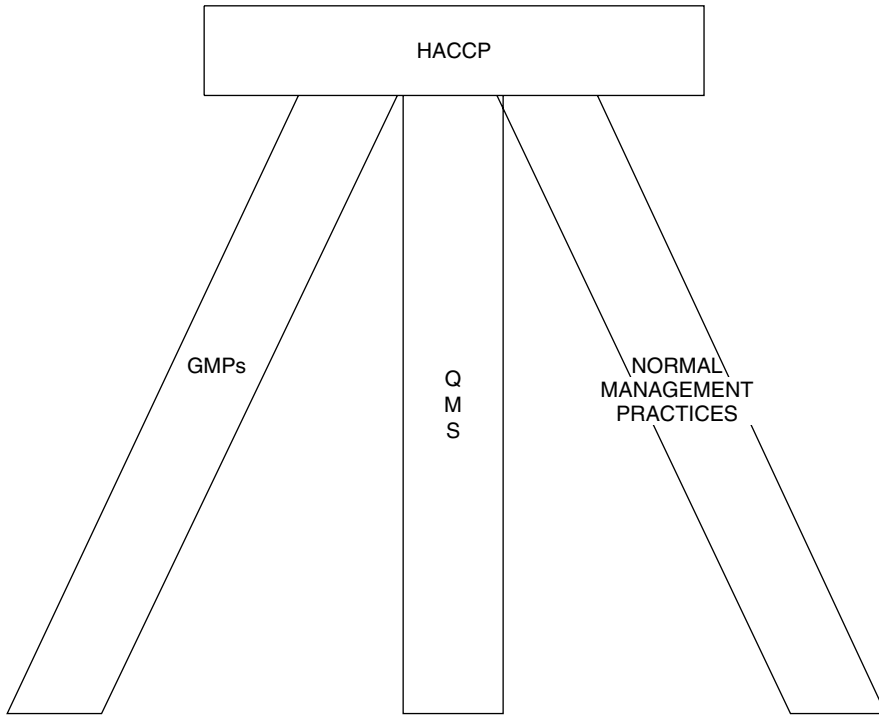 HACCP
GMPs
Q
M
S
NORMAL
MANAGEMENT
PRACTICES